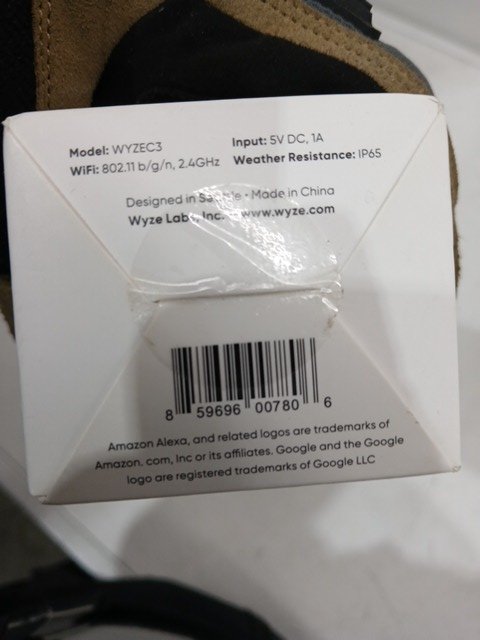 Model: WYZEC3
Input: 5V DC, 1A
WiFi: 802.11 b/g/n, 2.4GHz
Weather Resistance: IP65
Designed in • Made in China
Wyze Inc. www.wyze.com
8 59696 00780 6
Amazon Alexa, and related logos are trademarks of
Amazon. com, Inc or its affiliates. Google and the Google
logo are registered trademarks of Google LLC